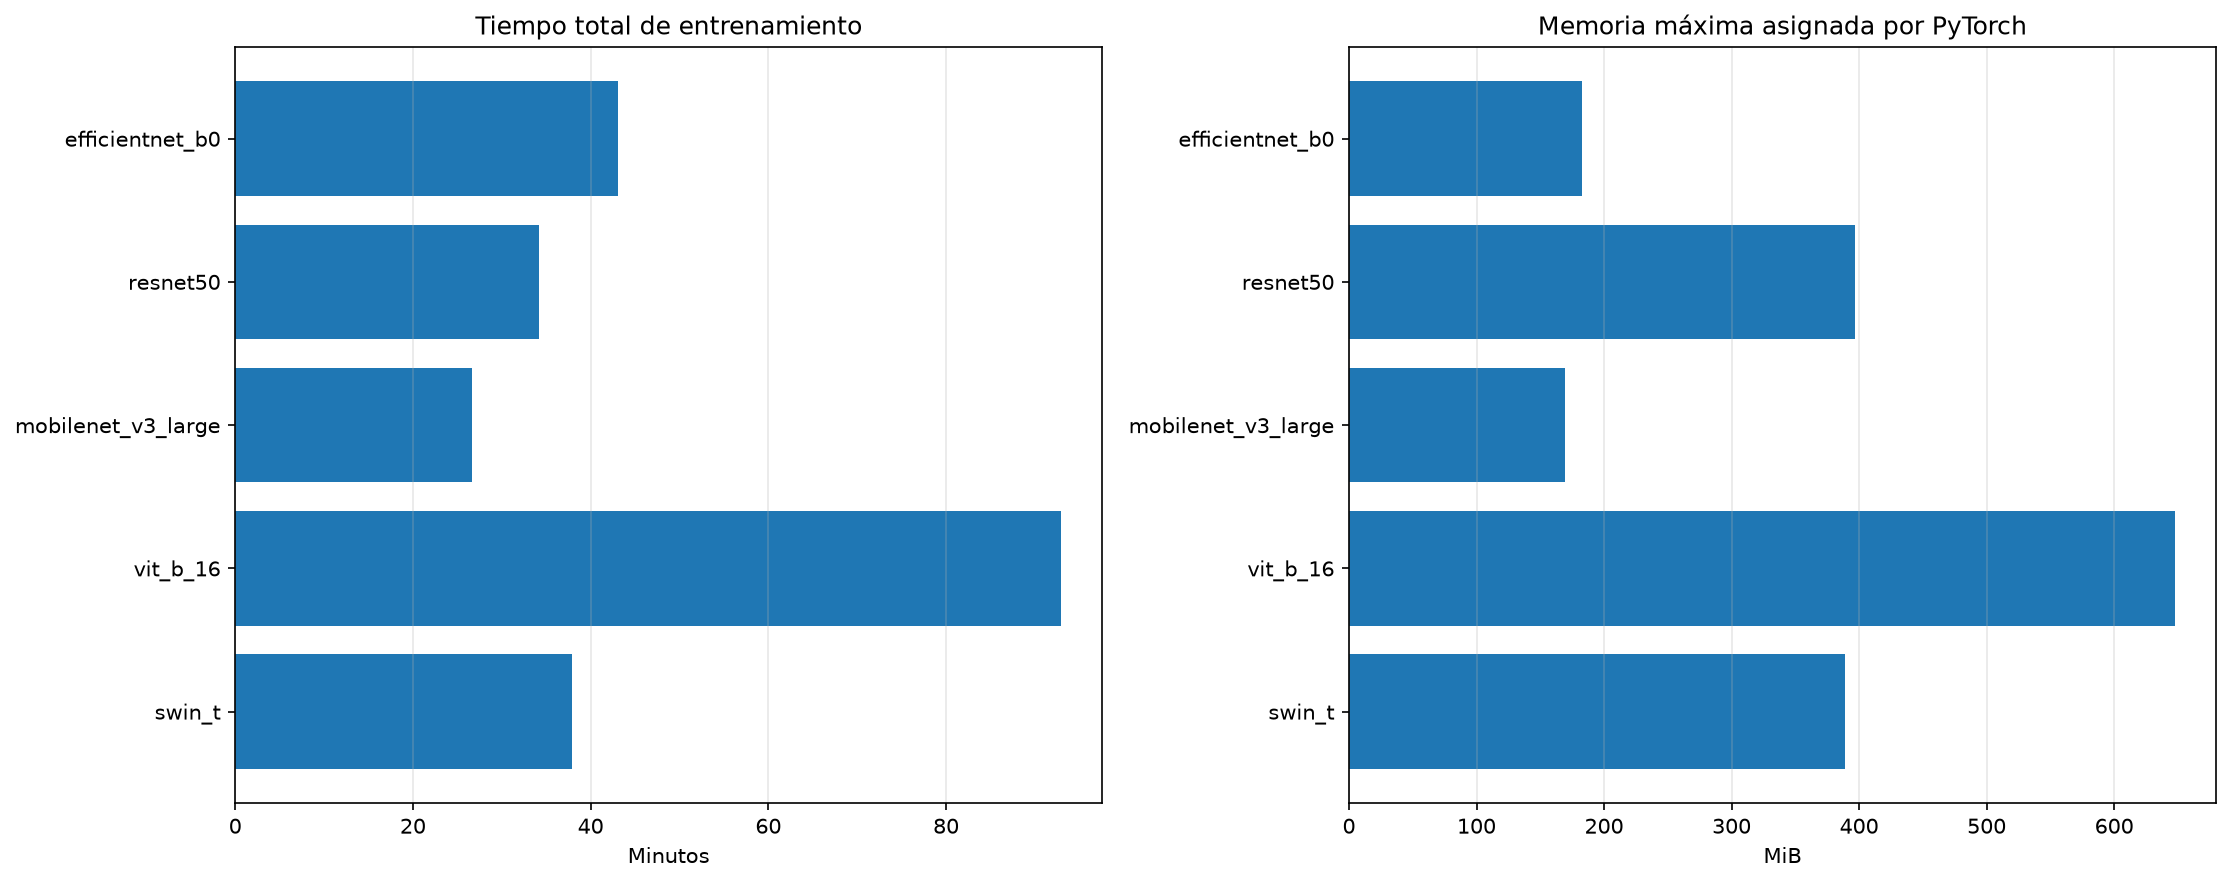 Tiempo total de entrenamiento
efficientnet_b0
resnet50
mobilenet_v3_large
vit_b_16
swin_t
0 20 40 60 80
Minutos
Memoria máxima asignada por PyTorch
efficientnet_b0
resnet50
mobilenet_v3_large
vit_b_16
swin_t
0 100 200 300 400 500 600
MiB